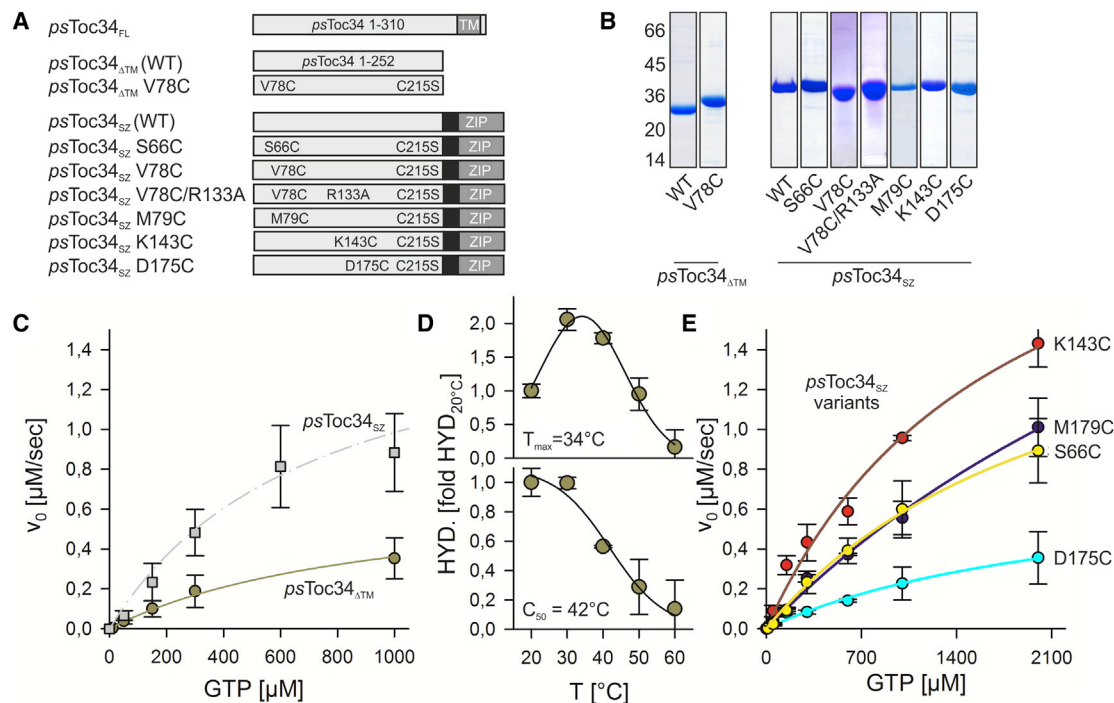 A
psToc34FL
psToc34 1-310
TM
psToc34ΔTM (WT)
psToc34 1-252
psToc34ΔTM V78C
V78C C215S
psToc34SZ (WT)
ZIP
psToc34SZ S66C
S66C C215S ZIP
psToc34SZ V78C
V78C C215S ZIP
psToc34SZ V78C/R133A
V78C R133A C215S ZIP
psToc34SZ M79C
M79C C215S ZIP
psToc34SZ K143C
K143C C215S ZIP
psToc34SZ D175C
D175C C215S ZIP
B
66
45
36
20
14
WT
V78C
WT
S66C
V78C
V78C/R133A
M79C
K143C
D175C
psToc34ΔTM
psToc34SZ
C
v0 [µM/sec]
1,4
1,2
1,0
0,8
0,6
0,4
0,2
0,0
psToc34SZ
psToc34ΔTM
0 200 400 600 800 1000
GTP [µM]
D
HYD. [fold HYD20°C]
2,0
1,5
1,0
0,5
0,0
Tmax=34°C
1,0
0,8
0,6
0,4
0,2
0,0
C50 = 42°C
20 30 40 50 60
T [°C]
E
v0 [µM/sec]
1,4
1,2
1,0
0,8
0,6
0,4
0,2
0,0
psToc34SZ
variants
K143C
M179C
S66C
D175C
0 700 1400 2100
GTP [µM]